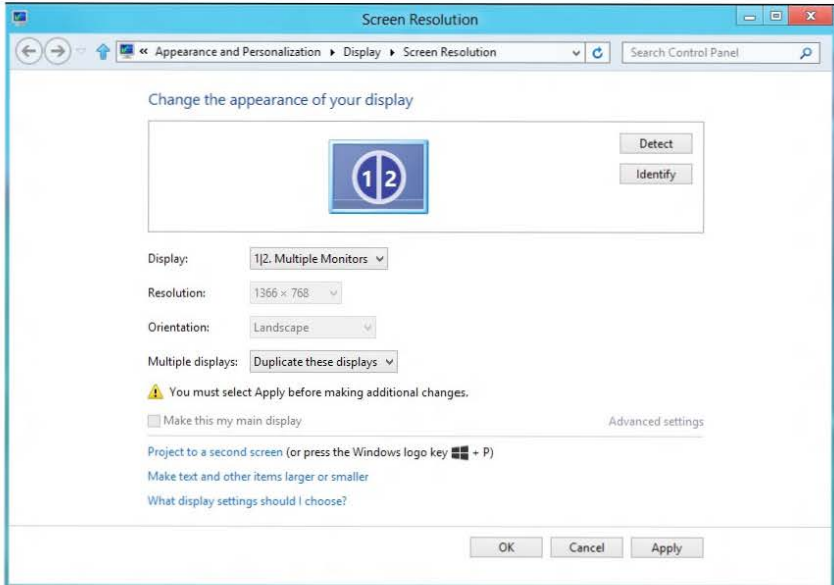 Screen Resolution
« Appearance and Personalization ▸ Display ▸ Screen Resolution
Search Control Panel
Change the appearance of your display
1|2
Detect
Identify
Display: 1|2. Multiple Monitors
Resolution: 1366 × 768
Orientation: Landscape
Multiple displays: Duplicate these displays
You must select Apply before making additional changes.
Make this my main display Advanced settings
Project to a second screen (or press the Windows logo key + P)
Make text and other items larger or smaller
What display settings should I choose?
OK Cancel Apply